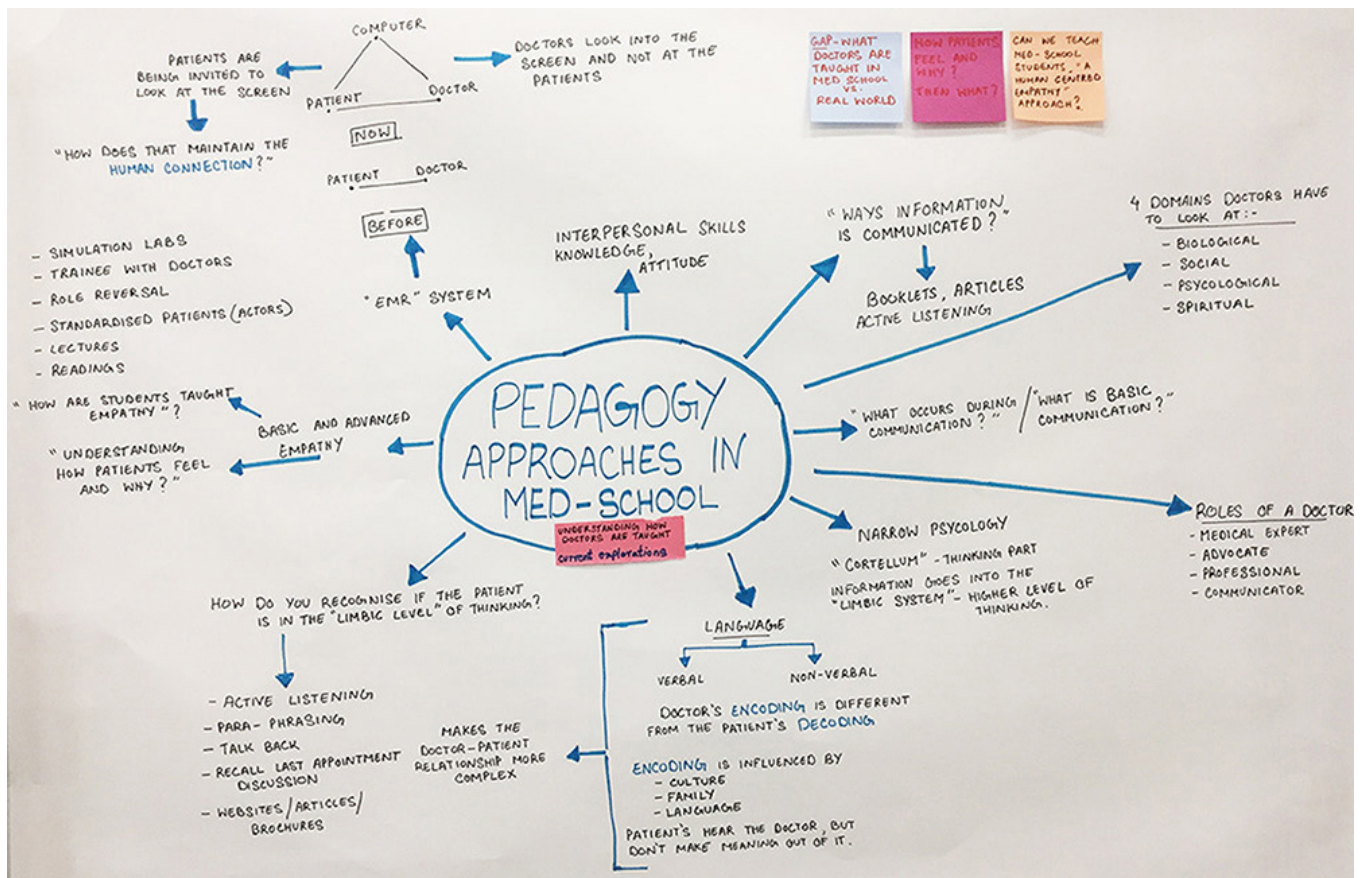 COMPUTER
PATIENT
DOCTOR
NOW
PATIENTS ARE
BEING INVITED TO
LOOK AT THE SCREEN
"HOW DOES THAT MAINTAIN THE
HUMAN CONNECTION?"
DOCTORS LOOK INTO THE
SCREEN AND NOT AT THE
PATIENTS
PATIENT DOCTOR
BEFORE
"EMR" SYSTEM
GAP-WHAT
DOCTORS ARE
TAUGHT IN
MED SCHOOL
VS.
REAL WORLD
HOW PATIENTS
FEEL AND
WHY?
THEN WHAT?
CAN WE TEACH
MED-SCHOOL
STUDENTS, "A
HUMAN CENTRED
EMPATHY"
APPROACH?
INTERPERSONAL SKILLS
KNOWLEDGE,
ATTITUDE
"WAYS INFORMATION
IS COMMUNICATED?"
BOOKLETS, ARTICLES
ACTIVE LISTENING
4 DOMAINS DOCTORS HAVE
TO LOOK AT:-
- BIOLOGICAL
- SOCIAL
- PSYCOLOGICAL
- SPIRITUAL
- SIMULATION LABS
- TRAINEE WITH DOCTORS
- ROLE REVERSAL
- STANDARDISED PATIENTS (ACTORS)
- LECTURES
- READINGS
"HOW ARE STUDENTS TAUGHT
EMPATHY"?
BASIC AND ADVANCED
EMPATHY
"UNDERSTANDING
HOW PATIENTS FEEL
AND WHY?"
PEDAGOGY
APPROACHES IN
MED-SCHOOL
UNDERSTANDING HOW
DOCTORS ARE TAUGHT
current explorations
"WHAT OCCURS DURING
COMMUNICATION?" / "WHAT IS BASIC
COMMUNICATION?"
ROLES OF A DOCTOR
- MEDICAL EXPERT
- ADVOCATE
- PROFESSIONAL
- COMMUNICATOR
NARROW PSYCOLOGY
"CORTELLUM" - THINKING PART
INFORMATION GOES INTO THE
"LIMBIC SYSTEM" - HIGHER LEVEL OF
THINKING.
HOW DO YOU RECOGNISE IF THE PATIENT
IS IN THE "LIMBIC LEVEL" OF THINKING?
- ACTIVE LISTENING
- PARA-PHRASING
- TALK BACK
- RECALL LAST APPOINTMENT
DISCUSSION
- WEBSITES/ARTICLES/
BROCHURES
LANGUAGE
VERBAL
NON-VERBAL
DOCTOR'S ENCODING IS DIFFERENT
FROM THE PATIENT'S DECODING
ENCODING IS INFLUENCED BY
- CULTURE
- FAMILY
- LANGUAGE
PATIENT'S HEAR THE DOCTOR, BUT
DON'T MAKE MEANING OUT OF IT.
MAKES THE
DOCTOR-PATIENT
RELATIONSHIP MORE
COMPLEX